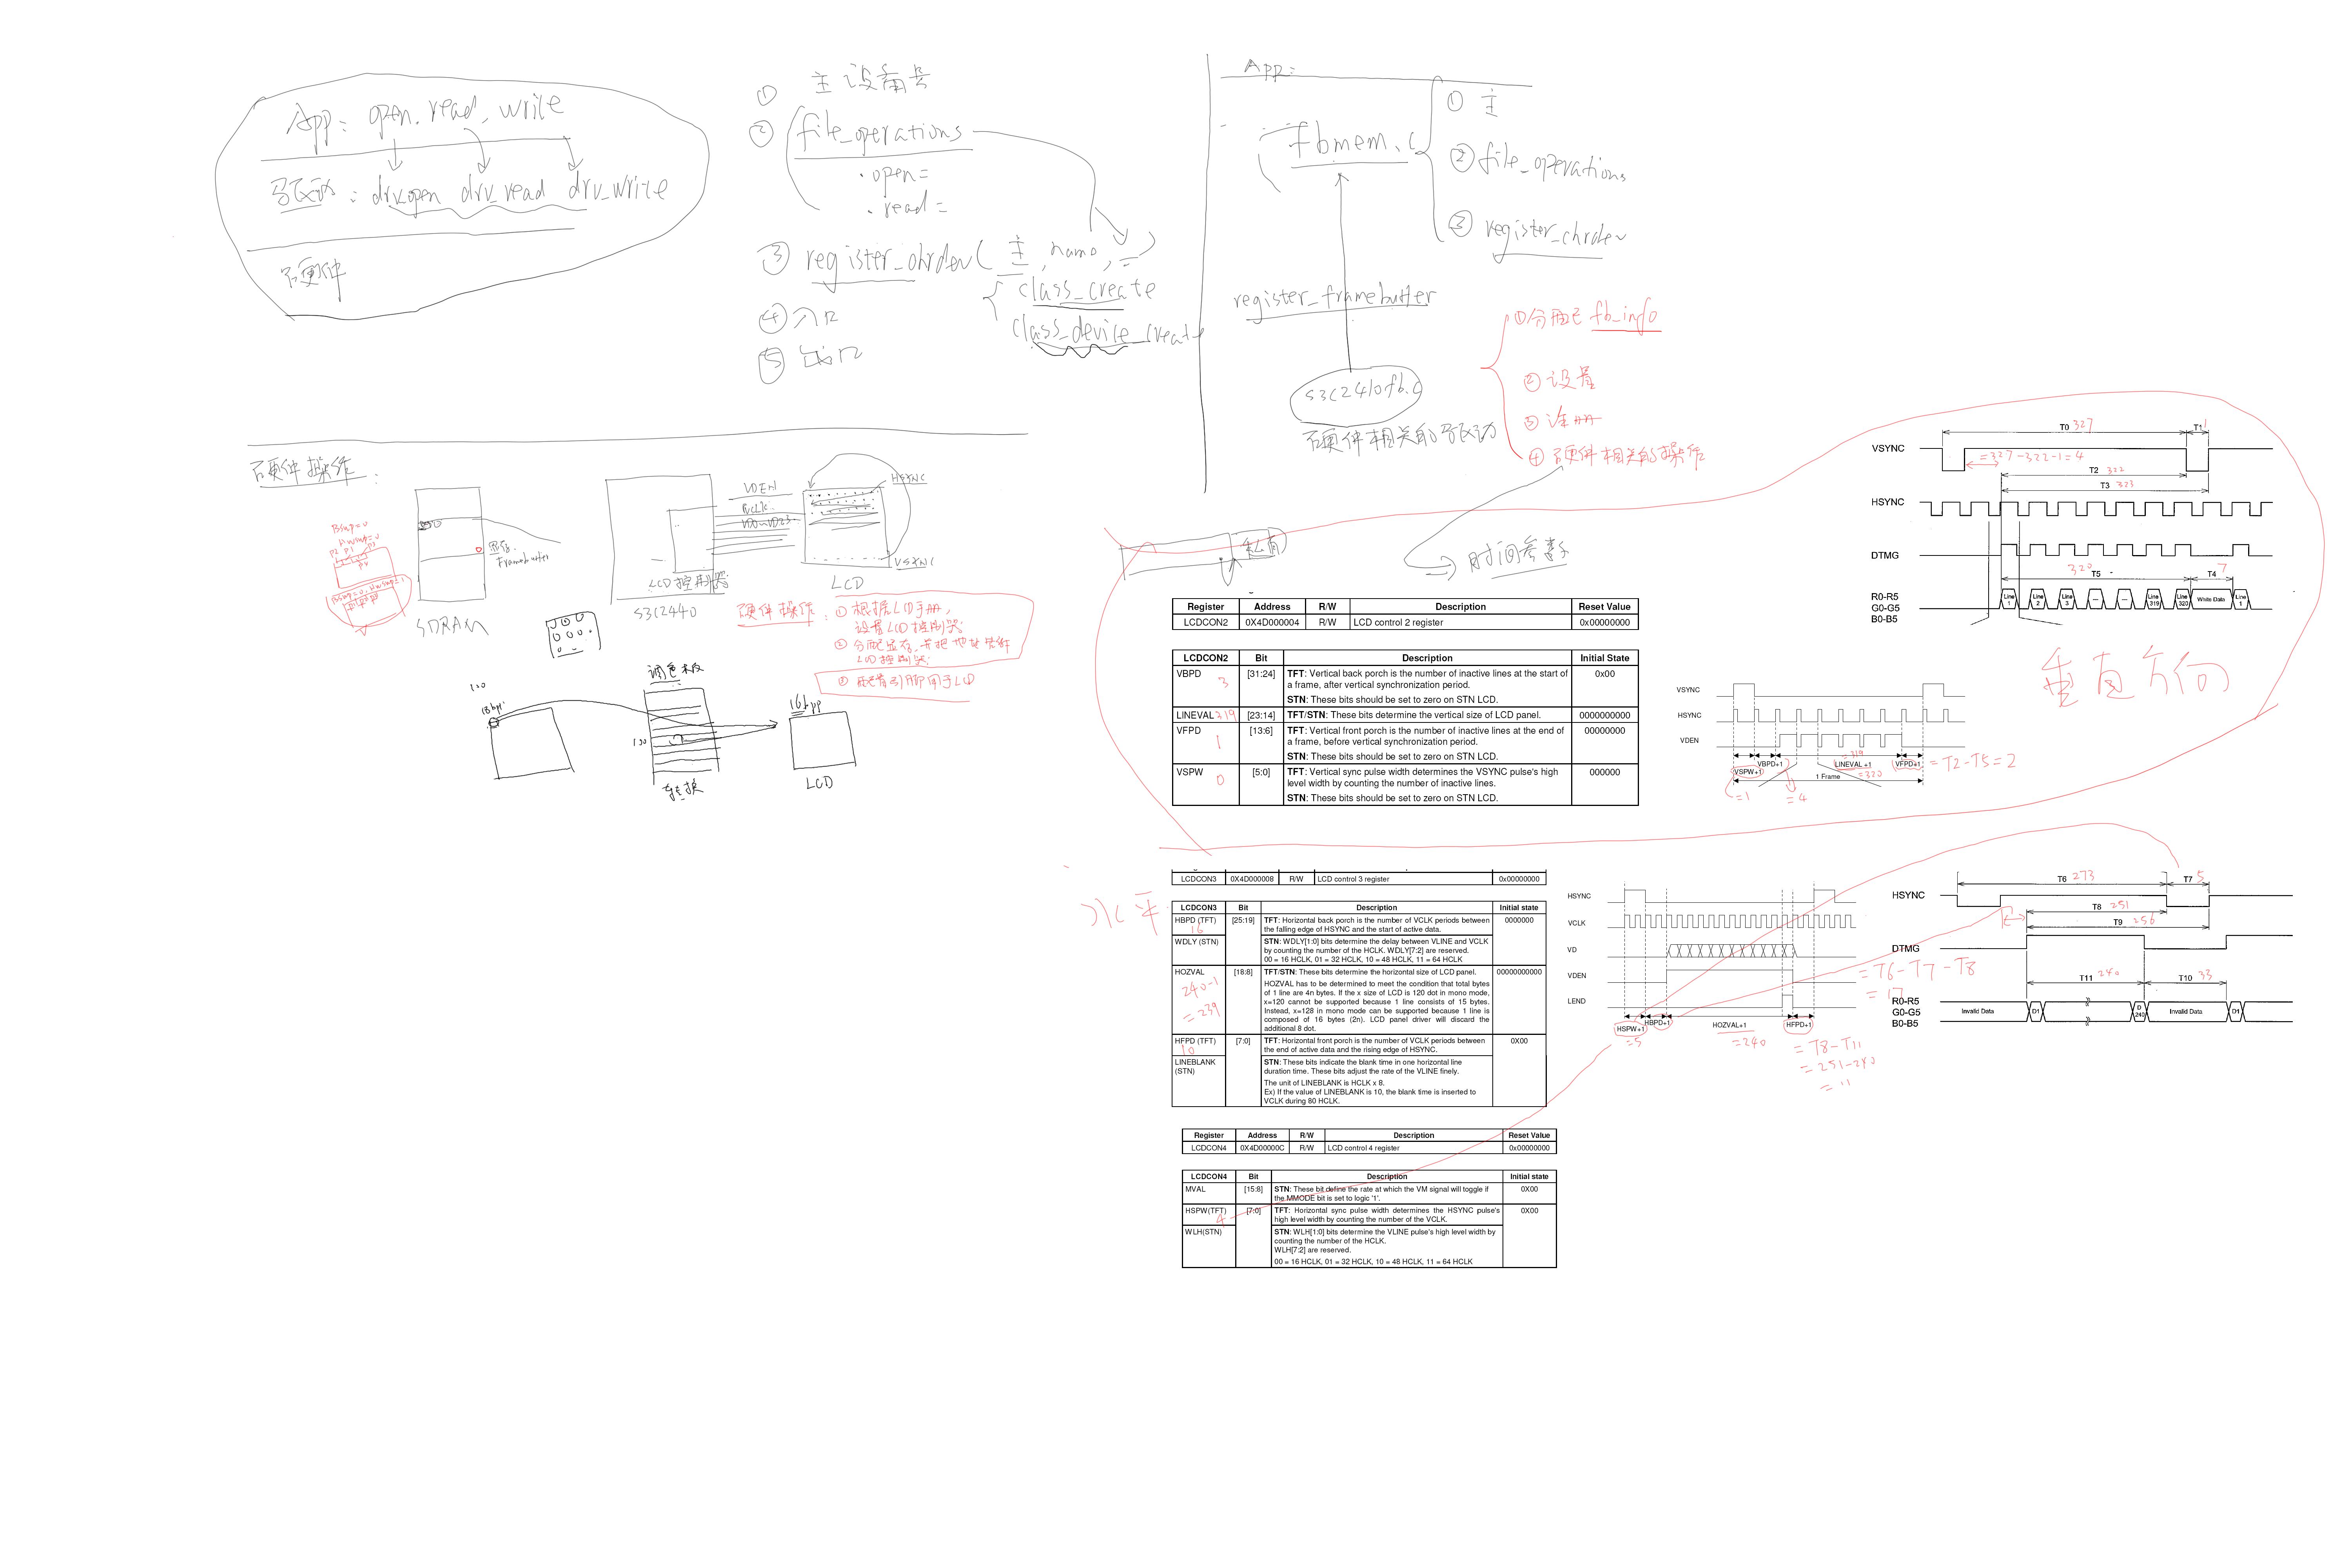 App: open, read, write
驱动: drv_open drv_read drv_write
硬件
① 主设备号
② file_operations
.open=
.read=
③ register_chrdev( 主, name, )
class_create
class_device_create
④ 入口
⑤ 出口
App:
fbmem.c
① 主
② file_operations
③ register_chrdev
register_framebuffer
s3c2410fb.c
硬件相关的驱动
① 分配 fb_info
② 设置
③ 注册
④ 硬件相关的操作
时间参数
硬件操作:
BSWP=0
HWSWP=0
P2 P1
BSWP=0, HWSWP=1
显存
Framebuffer
SDRAM
LCD控制器
S3C2440
VDEN
VCLK
VD0~VD23
HSYNC
VSYNC
LCD
硬件操作: ① 根据LCD手册,
设置LCD控制器
② 分配显存, 并把地址告诉
LCD控制器
③ 配置引脚用于LCD
100
8bpp
调色板
100
转换
16bpp
LCD
私有
Register Address R/W Description Reset Value
LCDCON2 0X4D000004 R/W LCD control 2 register 0x00000000
LCDCON2 Bit Description Initial State
VBPD 3 [31:24] TFT: Vertical back porch is the number of inactive lines at the start of 0x00
a frame, after vertical synchronization period.
STN: These bits should be set to zero on STN LCD.
LINEVAL 319 [23:14] TFT/STN: These bits determine the vertical size of LCD panel. 0000000000
VFPD 1 [13:6] TFT: Vertical front porch is the number of inactive lines at the end of 00000000
a frame, before vertical synchronization period.
STN: These bits should be set to zero on STN LCD.
VSPW 0 [5:0] TFT: Vertical sync pulse width determines the VSYNC pulse's high 000000
level width by counting the number of inactive lines.
STN: These bits should be set to zero on STN LCD.
VSYNC
HSYNC
VDEN
VSPW+1 VBPD+1 LINEVAL +1 VFPD+1
1 Frame
=1
=4
=319
=320
=T2-T5=2
T0 327 T1 1
VSYNC
=327-322-1=4
T2 322
T3 323
HSYNC
DTMG
320 T5 7 T4
R0-R5
G0-G5
B0-B5
Line 1 Line 2 Line 3 Line 319 Line 320 White Data Line 1
垂直方向
水平
LCDCON3 0X4D000008 R/W LCD control 3 register 0x00000000
LCDCON3 Bit Description Initial state
HBPD (TFT) 16 [25:19] TFT: Horizontal back porch is the number of VCLK periods between 0000000
the falling edge of HSYNC and the start of active data.
WDLY (STN) STN: WDLY[1:0] bits determine the delay between VLINE and VCLK
by counting the number of the HCLK. WDLY[7:2] are reserved.
00 = 16 HCLK, 01 = 32 HCLK, 10 = 48 HCLK, 11 = 64 HCLK
HOZVAL [18:8] TFT/STN: These bits determine the horizontal size of LCD panel. 00000000000
240-1
=239
HOZVAL has to be determined to meet the condition that total bytes
of 1 line are 4n bytes. If the x size of LCD is 120 dot in mono mode,
x=120 cannot be supported because 1 line consists of 15 bytes.
Instead, x=128 in mono mode can be supported because 1 line is
composed of 16 bytes (2n). LCD panel driver will discard the
additional 8 dot.
HFPD (TFT) 10 [7:0] TFT: Horizontal front porch is the number of VCLK periods between 0X00
the end of active data and the rising edge of HSYNC.
LINEBLANK
(STN)
STN: These bits indicate the blank time in one horizontal line
duration time. These bits adjust the rate of the VLINE finely.
The unit of LINEBLANK is HCLK x 8.
Ex) If the value of LINEBLANK is 10, the blank time is inserted to
VCLK during 80 HCLK.
HSYNC
VCLK
VD
VDEN
LEND
HSPW+1 HBPD+1 HOZVAL+1 HFPD+1
=5
=240
=T8-T11
=251-240
=11
=T6-T7-T8
=17
T6 273 T7 5
HSYNC
T8 251
T9 256
DTMG
T11 240 T10 33
R0-R5
G0-G5
B0-B5
Invalid Data D1 D 240 Invalid Data D1
Register Address R/W Description Reset Value
LCDCON4 0X4D00000C R/W LCD control 4 register 0x00000000
LCDCON4 Bit Description Initial state
MVAL [15:8] STN: These bit define the rate at which the VM signal will toggle if 0X00
the MMODE bit is set to logic '1'.
HSPW(TFT) 4 [7:0] TFT: Horizontal sync pulse width determines the HSYNC pulse's 0X00
high level width by counting the number of the VCLK.
WLH(STN) STN: WLH[1:0] bits determine the VLINE pulse's high level width by
counting the number of the HCLK.
WLH[7:2] are reserved.
00 = 16 HCLK, 01 = 32 HCLK, 10 = 48 HCLK, 11 = 64 HCLK